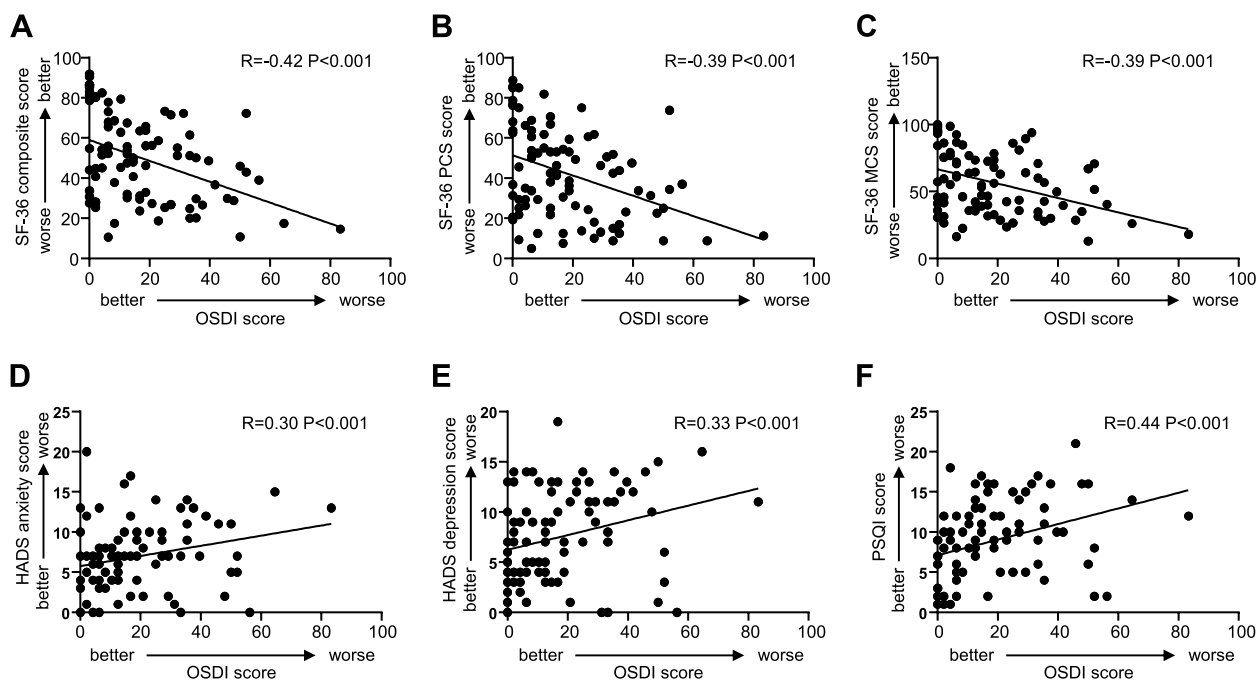 A
R=-0.42 P<0.001
SF-36 composite score
worse → better
100
80
60
40
20
0
0 20 40 60 80 100
better → worse
OSDI score
B
R=-0.39 P<0.001
SF-36 PCS score
worse → better
100
80
60
40
20
0
0 20 40 60 80 100
better → worse
OSDI score
C
R=-0.39 P<0.001
SF-36 MCS score
worse → better
150
100
50
0
0 20 40 60 80 100
better → worse
OSDI score
D
R=0.30 P<0.001
HADS anxiety score
better → worse
25
20
15
10
5
0
0 20 40 60 80 100
better → worse
OSDI score
E
R=0.33 P<0.001
HADS depression score
better → worse
20
15
10
5
0
0 20 40 60 80 100
better → worse
OSDI score
F
R=0.44 P<0.001
PSQI score
better → worse
25
20
15
10
5
0
0 20 40 60 80 100
better → worse
OSDI score